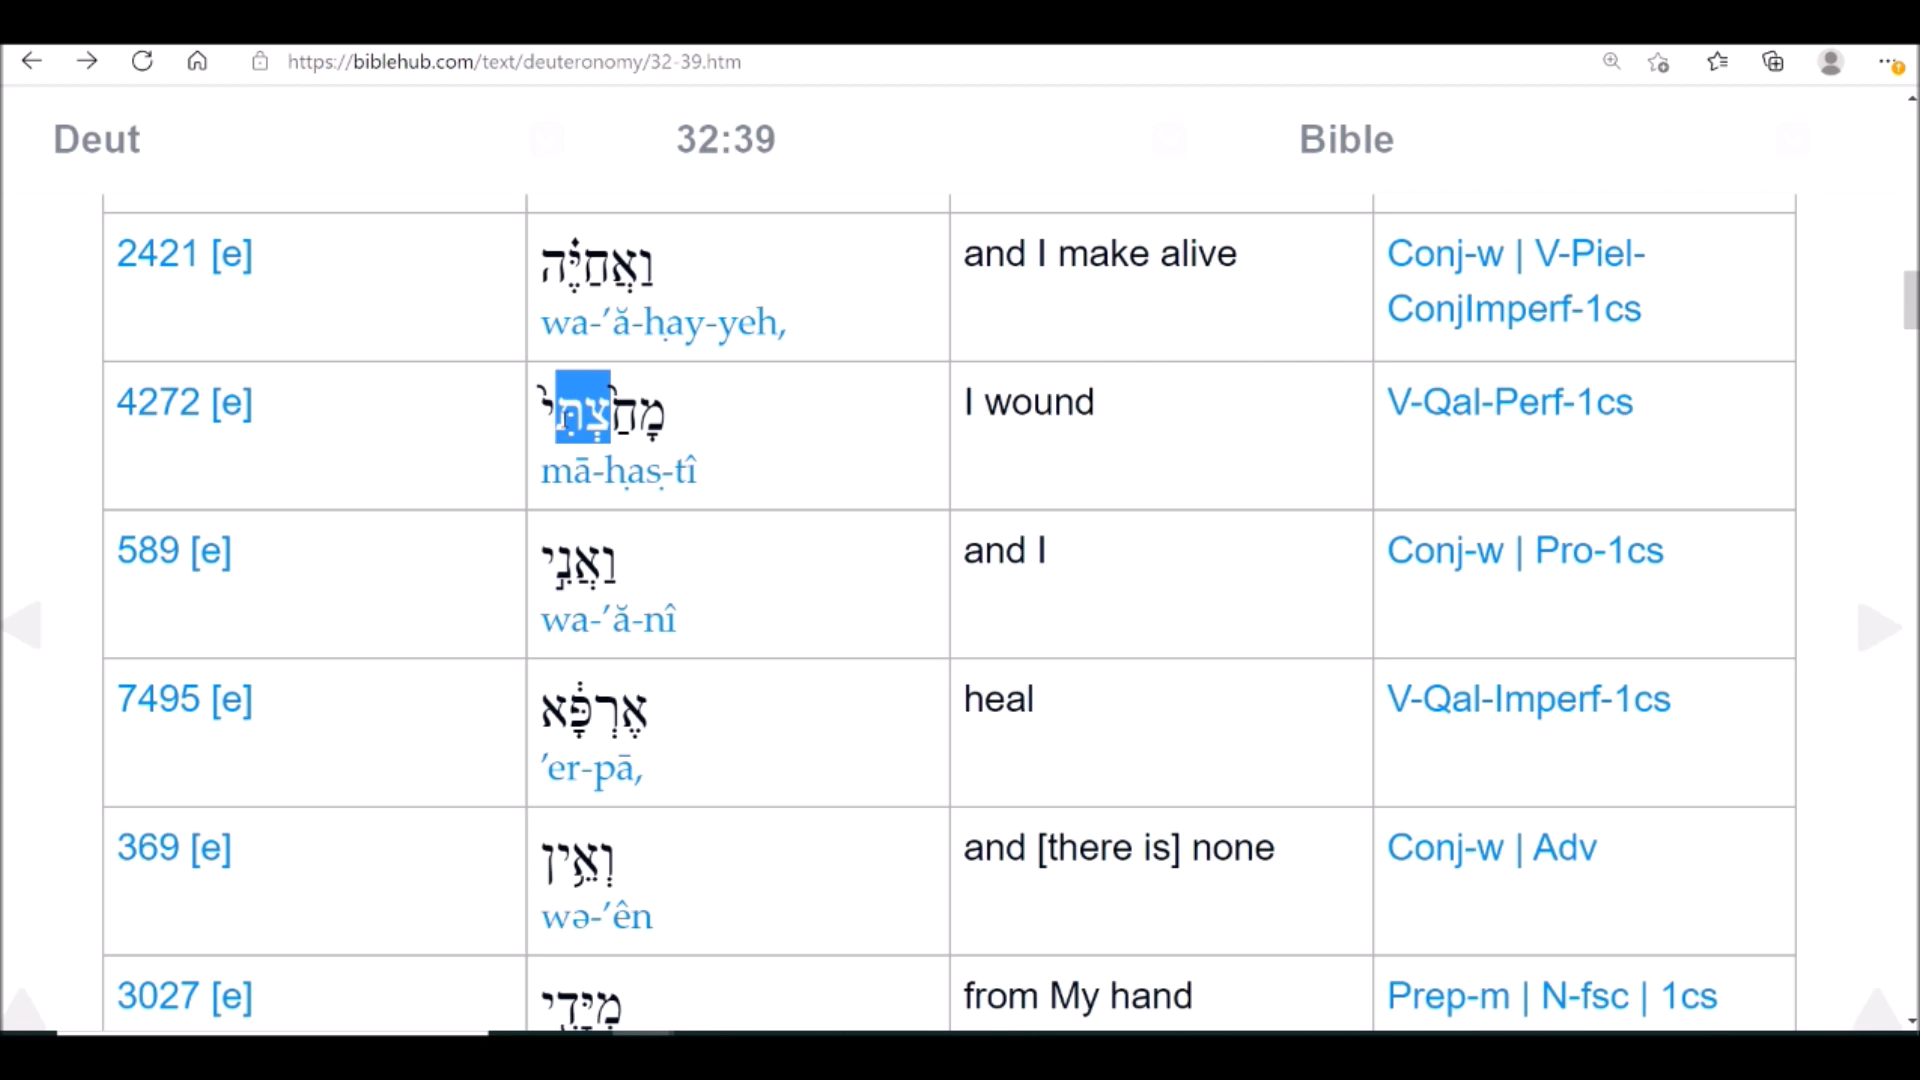 https://biblehub.com/text/deuteronomy/32-39.htm
Deut 32:39 Bible
2421 [e] וַאֲחַיֶּ֗ה and I make alive Conj-w | V-Piel-
wa-’ă-ḥay-yeh, ConjImperf-1cs
4272 [e] מָחַ֙צְתִּי֙ I wound V-Qal-Perf-1cs
mā-ḥaṣ-tî
589 [e] וַאֲנִ֣י and I Conj-w | Pro-1cs
wa-’ă-nî
7495 [e] אֶרְפָּ֔א heal V-Qal-Imperf-1cs
’er-pā,
369 [e] וְאֵ֥ין and [there is] none Conj-w | Adv
wə-’ên
3027 [e] מִיָּדִ֖י from My hand Prep-m | N-fsc | 1cs